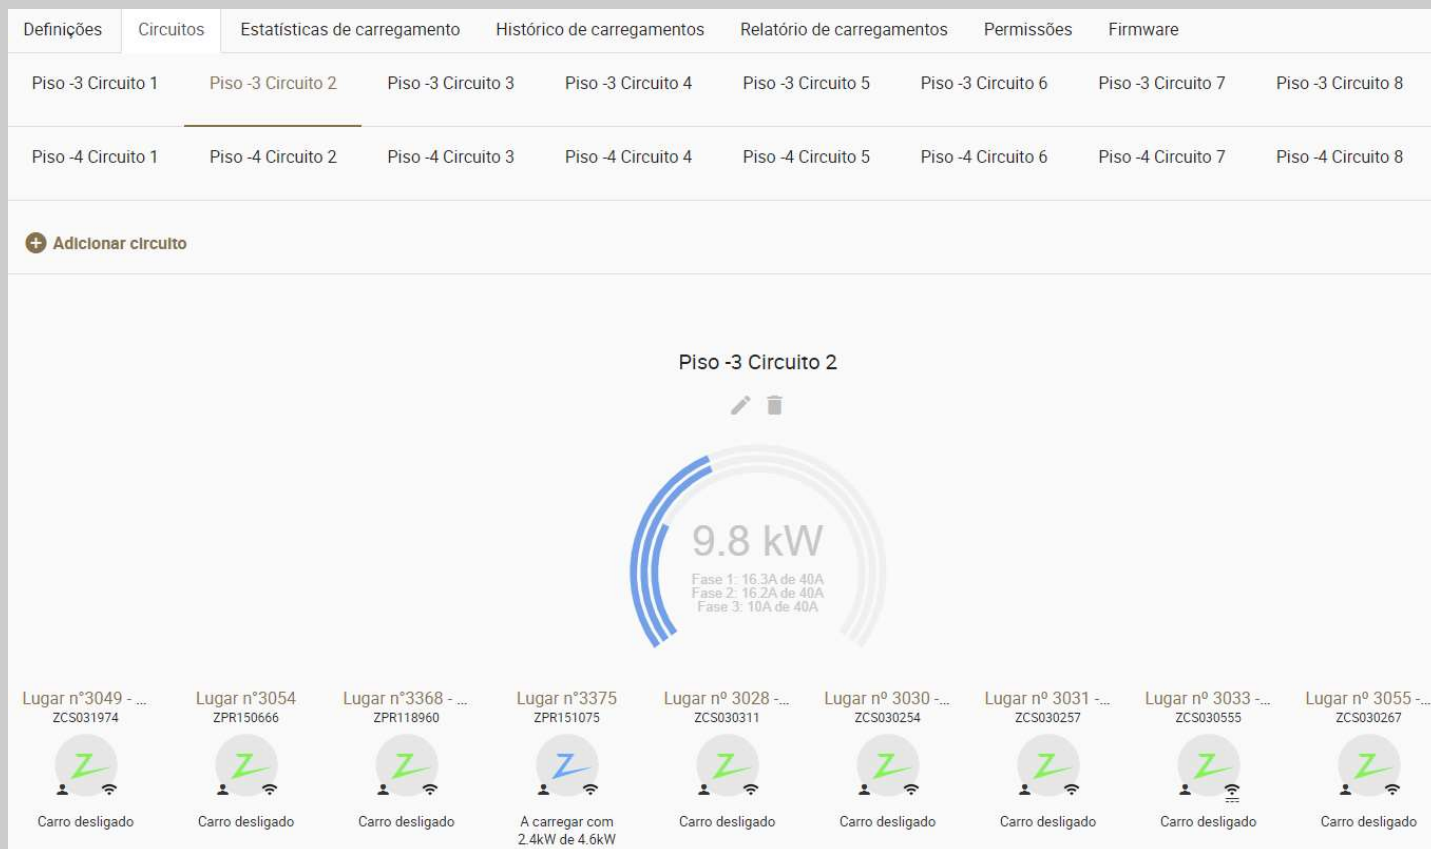 Definições Circuitos Estatísticas de carregamento Histórico de carregamentos Relatório de carregamentos Permissões Firmware
Piso -3 Circuito 1 Piso -3 Circuito 2 Piso -3 Circuito 3 Piso -3 Circuito 4 Piso -3 Circuito 5 Piso -3 Circuito 6 Piso -3 Circuito 7 Piso -3 Circuito 8
Piso -4 Circuito 1 Piso -4 Circuito 2 Piso -4 Circuito 3 Piso -4 Circuito 4 Piso -4 Circuito 5 Piso -4 Circuito 6 Piso -4 Circuito 7 Piso -4 Circuito 8
Adicionar circuito
Piso -3 Circuito 2
9.8 kW
Fase 1: 16.3A de 40A
Fase 2: 16.2A de 40A
Fase 3: 10A de 40A
Lugar n°3049 - ... Lugar n°3054 Lugar n°3368 - ... Lugar n°3375 Lugar nº 3028 -... Lugar nº 3030 -... Lugar nº 3031 -... Lugar nº 3033 -... Lugar nº 3055 -...
ZCS031974 ZPR150666 ZPR118960 ZPR151075 ZCS030311 ZCS030254 ZCS030257 ZCS030555 ZCS030267
Carro desligado Carro desligado Carro desligado A carregar com Carro desligado Carro desligado Carro desligado Carro desligado Carro desligado
2.4kW de 4.6kW